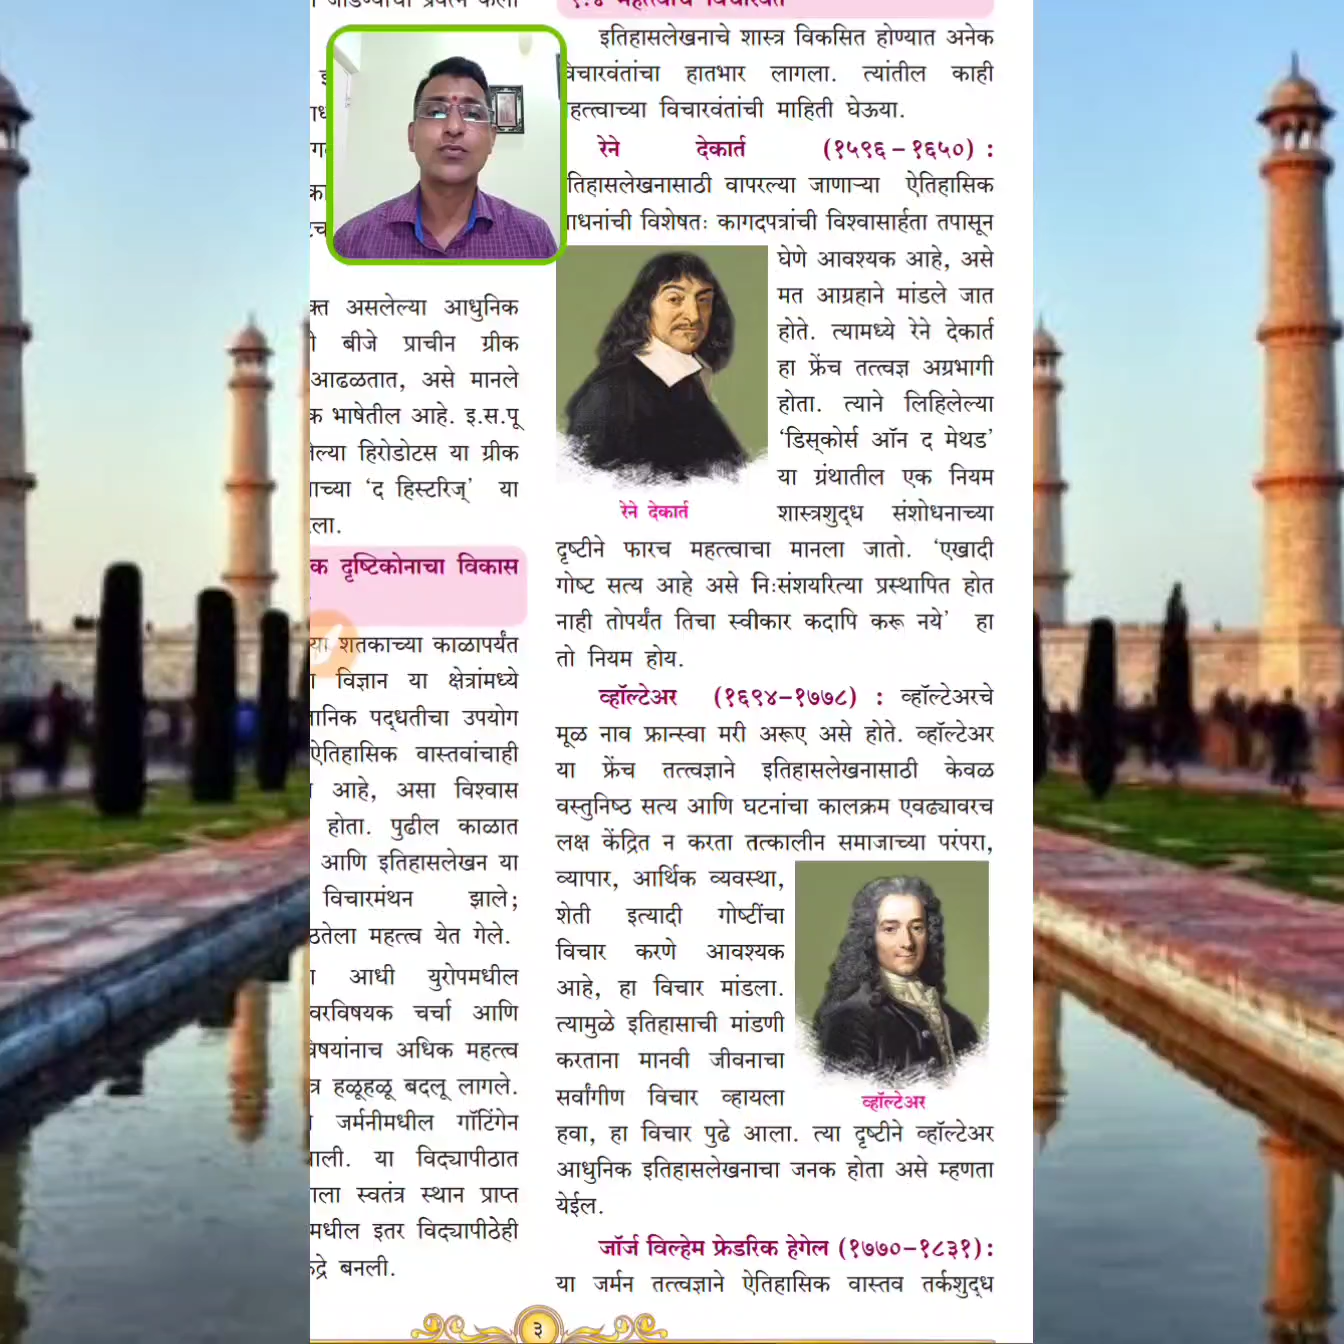 असलेल्या आधुनिक
बीजे प्राचीन ग्रीक
आढळतात, असे मानले
भाषेतील आहे. इ.स.पू
हिरोडोटस या ग्रीक
‘द हिस्टरिज्’ या
दृष्टिकोनाचा विकास
शतकाच्या काळापर्यंत
विज्ञान या क्षेत्रांमध्ये
पद्धतीचा उपयोग
ऐतिहासिक वास्तवांचाही
आहे, असा विश्वास
होता. पुढील काळात
आणि इतिहासलेखन या
विचारमंथन झाले;
महत्त्व येत गेले.
आधी युरोपमधील
चर्चा आणि
अधिक महत्त्व
हळूहळू बदलू लागले.
जर्मनीमधील गॉटिंगेन
या विद्यापीठात
स्वतंत्र स्थान प्राप्त
इतर विद्यापीठेही
बनली.
इतिहासलेखनाचे शास्त्र विकसित होण्यात अनेक
हातभार लागला. त्यांतील काही
विचारवंतांची माहिती घेऊया.
रेने देकार्त (१५९६ – १६५०) :
वापरल्या जाणाऱ्या ऐतिहासिक
विशेषतः कागदपत्रांची विश्वासार्हता तपासून
घेणे आवश्यक आहे, असे
मत आग्रहाने मांडले जात
होते. त्यामध्ये रेने देकार्त
हा फ्रेंच तत्त्वज्ञ अग्रभागी
होता. त्याने लिहिलेल्या
‘डिस्कोर्स ऑन द मेथड’
या ग्रंथातील एक नियम
शास्त्रशुद्ध संशोधनाच्या
रेने देकार्त
दृष्टीने फारच महत्त्वाचा मानला जातो. ‘एखादी
गोष्ट सत्य आहे असे नि:संशयरित्या प्रस्थापित होत
नाही तोपर्यंत तिचा स्वीकार कदापि करू नये’ हा
तो नियम होय.
व्हॉल्टेअर (१६९४–१७७८) : व्हॉल्टेअरचे
मूळ नाव फ्रान्स्वा मरी अरूए असे होते. व्हॉल्टेअर
या फ्रेंच तत्त्वज्ञाने इतिहासलेखनासाठी केवळ
वस्तुनिष्ठ सत्य आणि घटनांचा कालक्रम एवढ्यावरच
लक्ष केंद्रित न करता तत्कालीन समाजाच्या परंपरा,
व्यापार, आर्थिक व्यवस्था,
शेती इत्यादी गोष्टींचा
विचार करणे आवश्यक
आहे, हा विचार मांडला.
त्यामुळे इतिहासाची मांडणी
करताना मानवी जीवनाचा
सर्वांगीण विचार व्हायला
व्हॉल्टेअर
हवा, हा विचार पुढे आला. त्या दृष्टीने व्हॉल्टेअर
आधुनिक इतिहासलेखनाचा जनक होता असे म्हणता
येईल.
जॉर्ज विल्हेम फ्रेडरिक हेगेल (१७७०–१८३१) :
या जर्मन तत्त्वज्ञाने ऐतिहासिक वास्तव तर्कशुद्ध
३